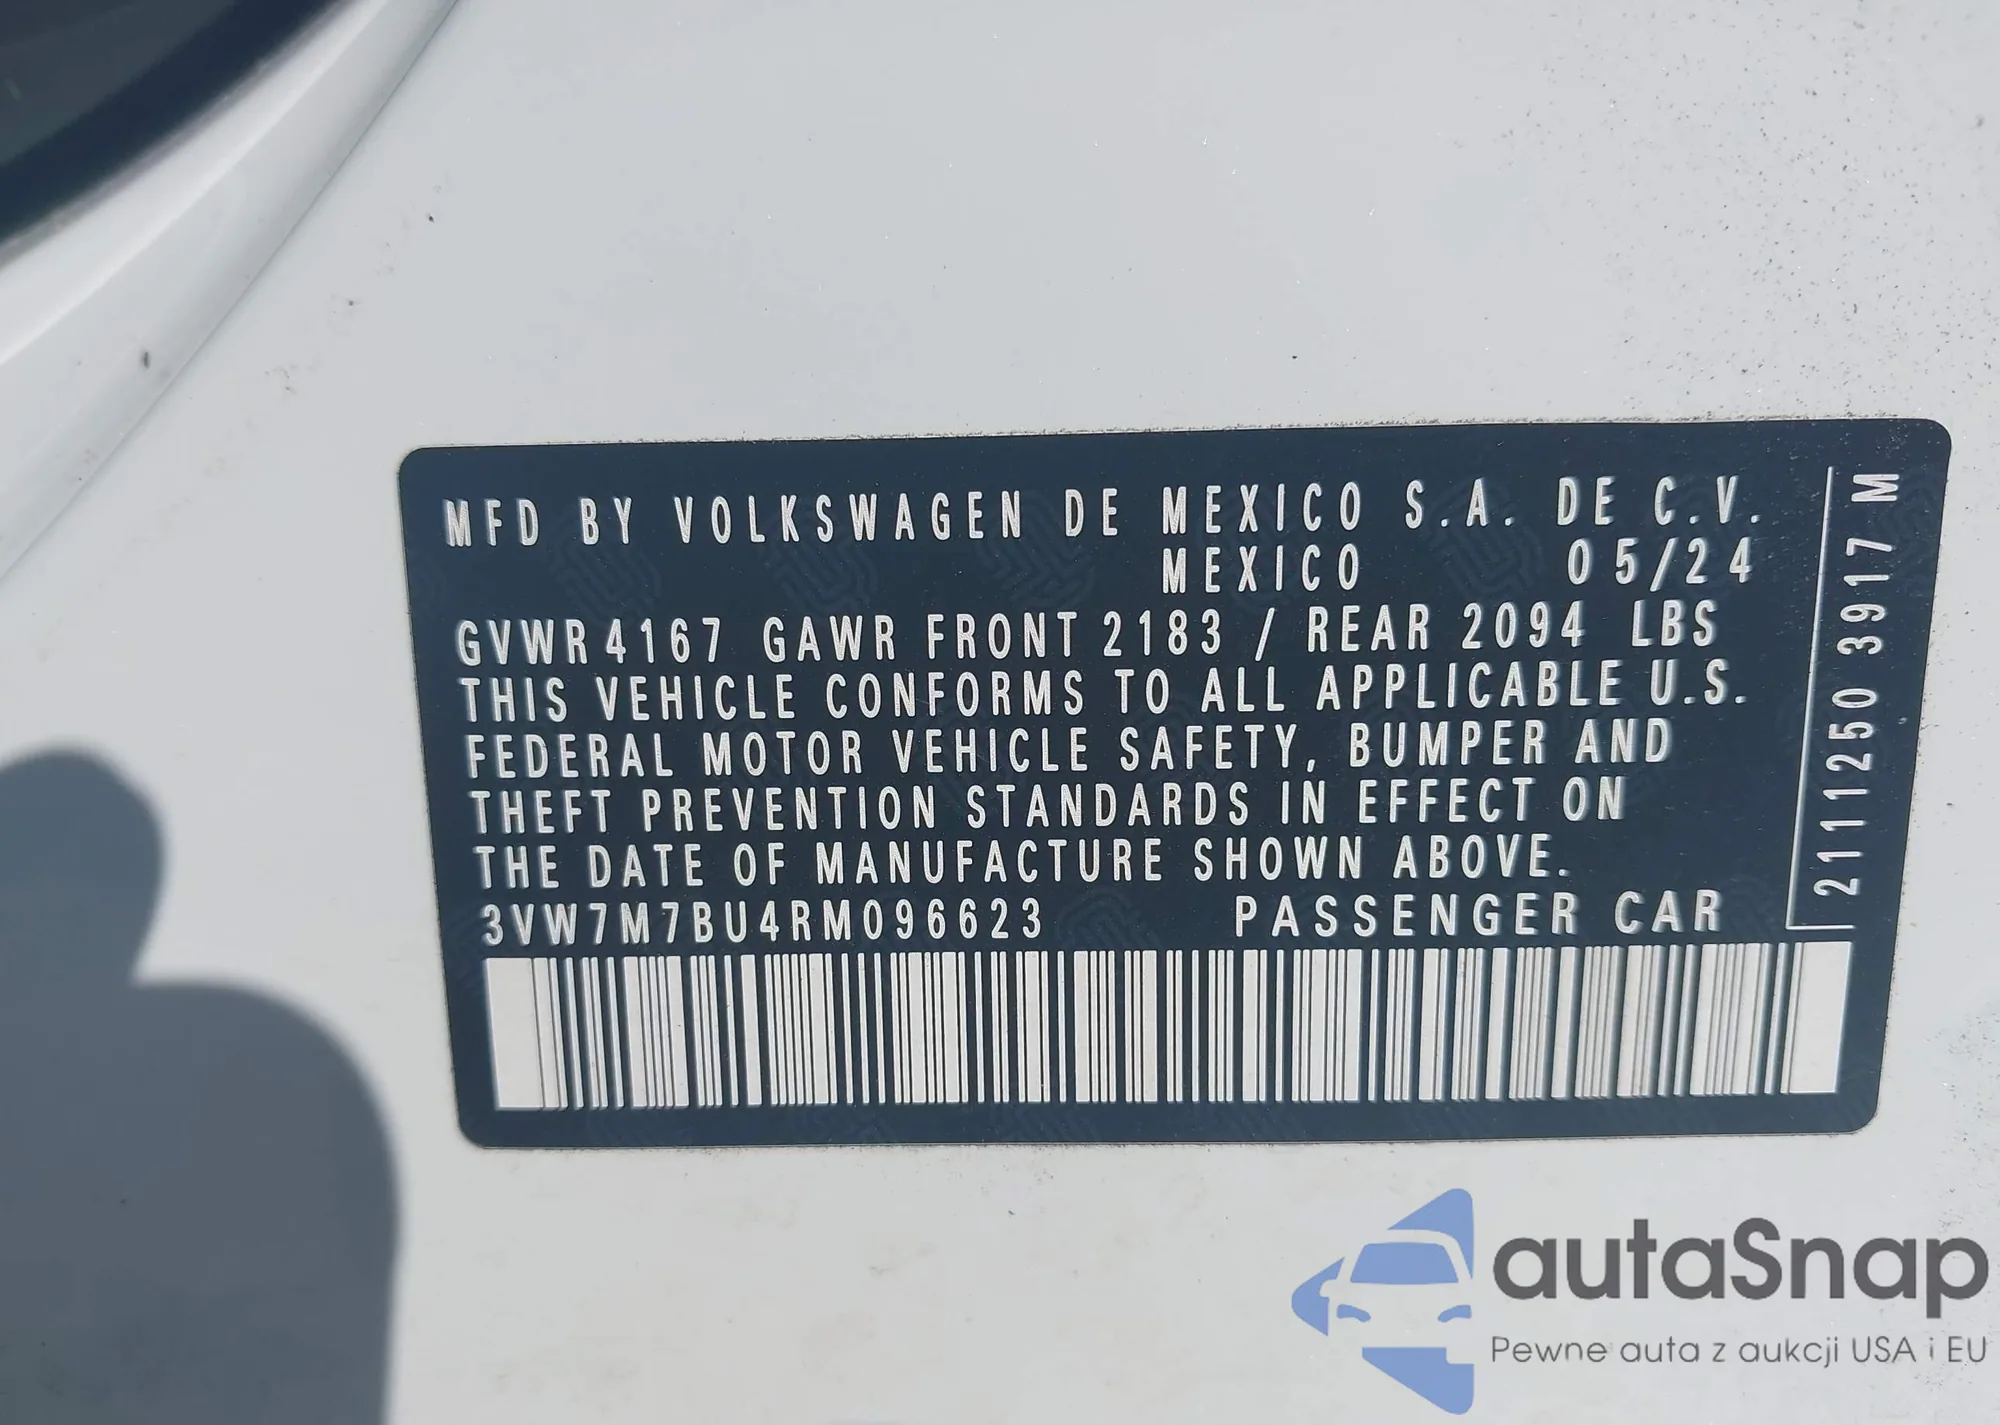 MFD BY VOLKSWAGEN DE MEXICO S.A. DE C.V.
MEXICO 05/24
GVWR 4167 GAWR FRONT 2183 / REAR 2094 LBS
THIS VEHICLE CONFORMS TO ALL APPLICABLE U.S.
FEDERAL MOTOR VEHICLE SAFETY, BUMPER AND
THEFT PREVENTION STANDARDS IN EFFECT ON
THE DATE OF MANUFACTURE SHOWN ABOVE.
3VW7M7BU4RM096623 PASSENGER CAR
2111250 3917 M
autaSnap
Pewne auta z aukcji USA i EU